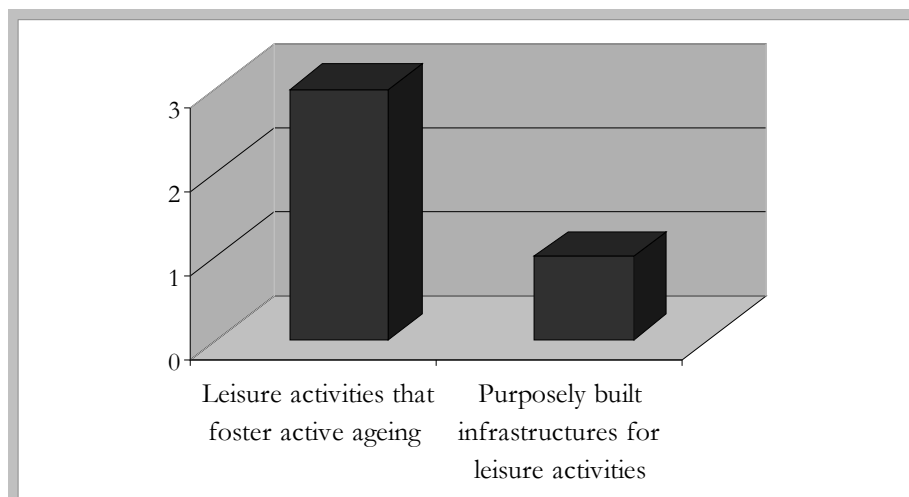 3
2
1
0
Leisure activities that
foster active ageing
Purposely built
infrastructures for
leisure activities